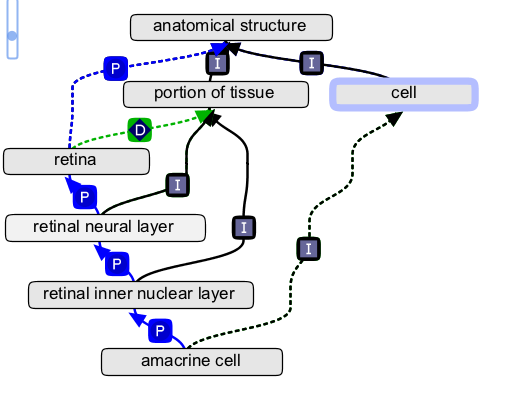 anatomical structure
P
I
I
portion of tissue
cell
D
retina
I
P
retinal neural layer
I
I
P
retinal inner nuclear layer
P
amacrine cell